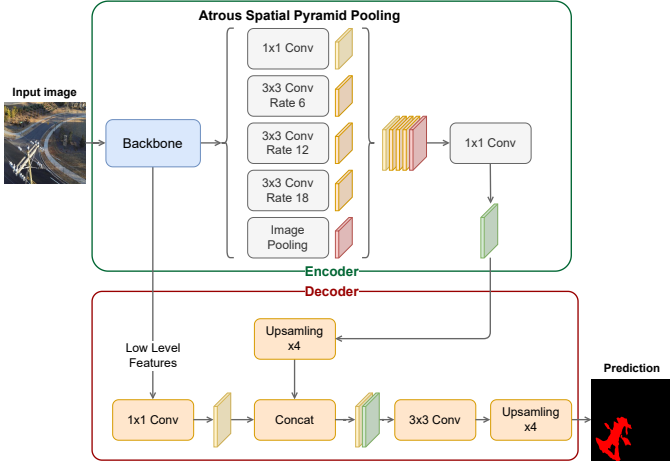 Atrous Spatial Pyramid Pooling
1x1 Conv
Input image
3x3 Conv
Rate 6
Backbone
3x3 Conv
Rate 12
1x1 Conv
3x3 Conv
Rate 18
Image
Pooling
Encoder
Decoder
Upsamling
x4
Low Level
Features
Prediction
1x1 Conv
Concat
3x3 Conv
Upsamling
x4